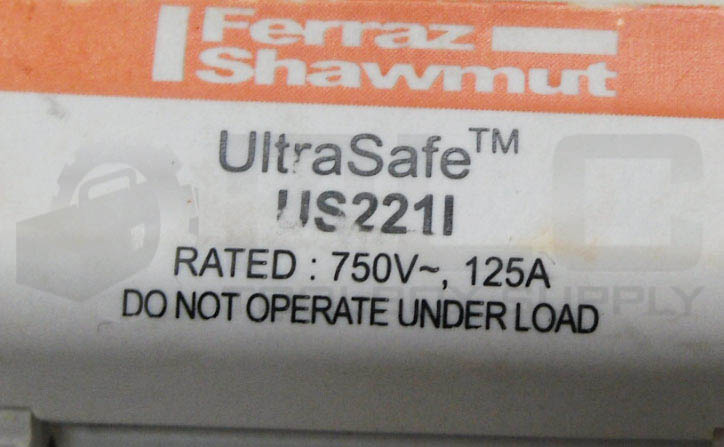 Ferraz
Shawmut
UltraSafe™
US221I
RATED : 750V~, 125A
DO NOT OPERATE UNDER LOAD